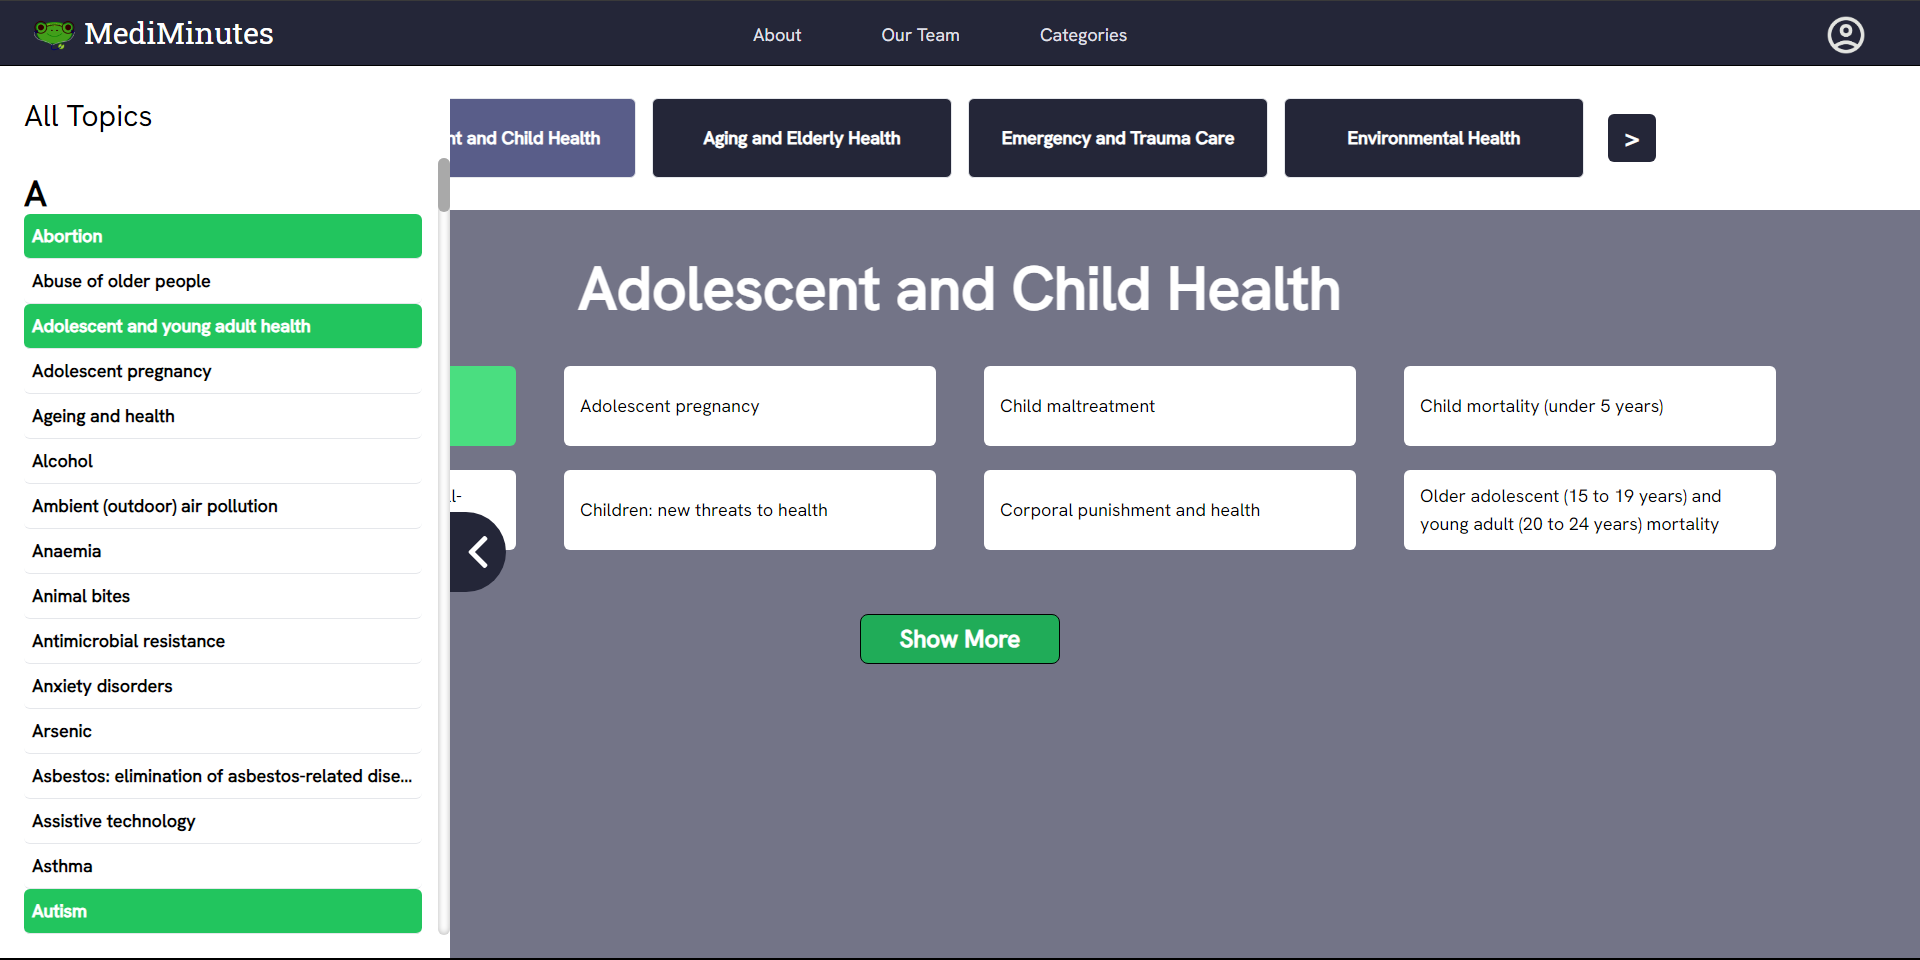 MediMinutes
About
Our Team
Categories
All Topics
A
Abortion
Abuse of older people
Adolescent and young adult health
Adolescent pregnancy
Ageing and health
Alcohol
Ambient (outdoor) air pollution
Anaemia
Animal bites
Antimicrobial resistance
Anxiety disorders
Arsenic
Asbestos: elimination of asbestos-related dise...
Assistive technology
Asthma
Autism
nt and Child Health
Aging and Elderly Health
Emergency and Trauma Care
Environmental Health
>
Adolescent and Child Health
Adolescent pregnancy
Child maltreatment
Child mortality (under 5 years)
ll-
Children: new threats to health
Corporal punishment and health
Older adolescent (15 to 19 years) and
young adult (20 to 24 years) mortality
Show More